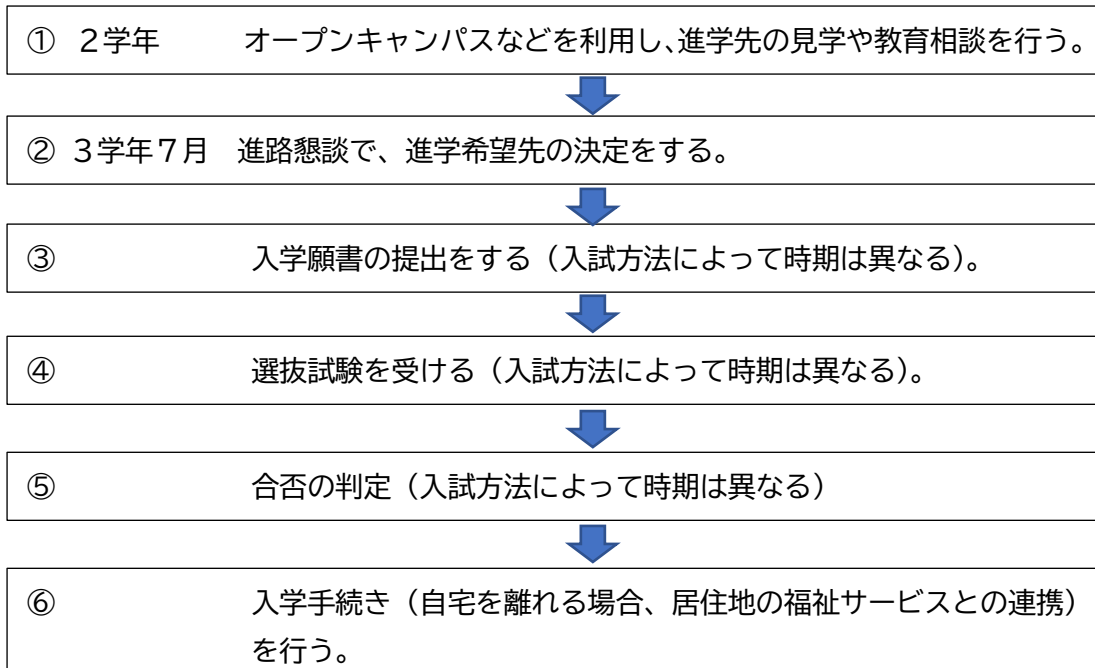 ① 2学年 オープンキャンパスなどを利用し、進学先の見学や教育相談を行う。
② 3学年7月 進路懇談で、進学希望先の決定をする。
③ 入学願書の提出をする（入試方法によって時期は異なる）。
④ 選抜試験を受ける（入試方法によって時期は異なる）。
⑤ 合否の判定（入試方法によって時期は異なる）
⑥ 入学手続き（自宅を離れる場合、居住地の福祉サービスとの連携）
を行う。